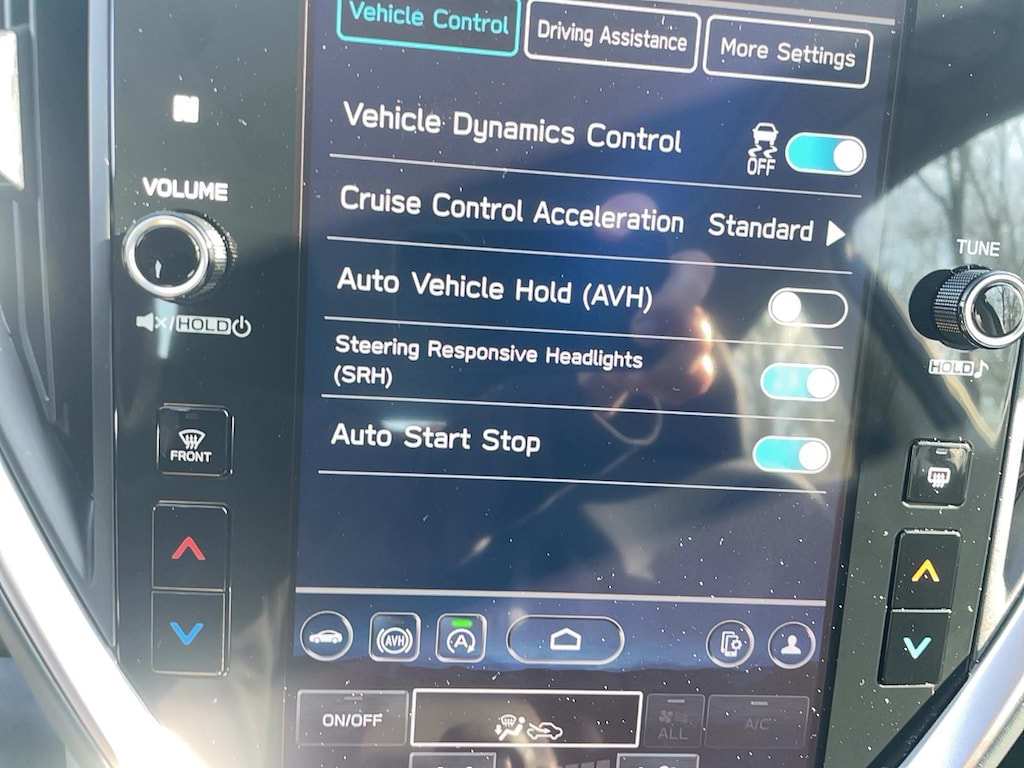 Vehicle Control
Driving Assistance
More Settings
Vehicle Dynamics Control
OFF
VOLUME
Cruise Control Acceleration Standard
TUNE
Auto Vehicle Hold (AVH)
HOLD
Steering Responsive Headlights
(SRH)
HOLD
Auto Start Stop
FRONT
AVH
A
ON/OFF
ALL
A/C